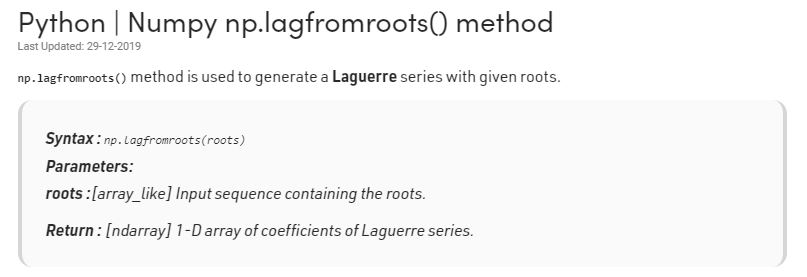 Python | Numpy np.lagfromroots() method
Last Updated: 29-12-2019
np.lagfromroots() method is used to generate a Laguerre series with given roots.
Syntax : np.lagfromroots(roots)
Parameters:
roots :[array_like] Input sequence containing the roots.
Return : [ndarray] 1-D array of coefficients of Laguerre series.